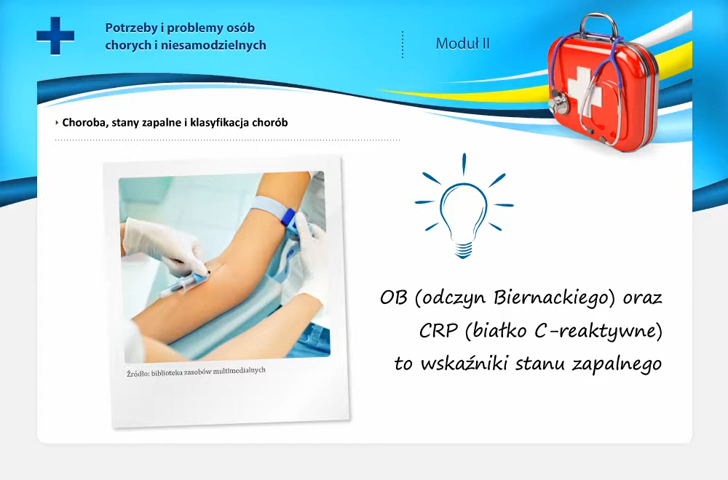 Potrzeby i problemy osób
chorych i niesamodzielnych
Moduł II
Choroba, stany zapalne i klasyfikacja chorób
OB (odczyn Biernackiego) oraz
CRP (białko C-reaktywne)
to wskaźniki stanu zapalnego
Źródło: biblioteka zasobów multimedialnych